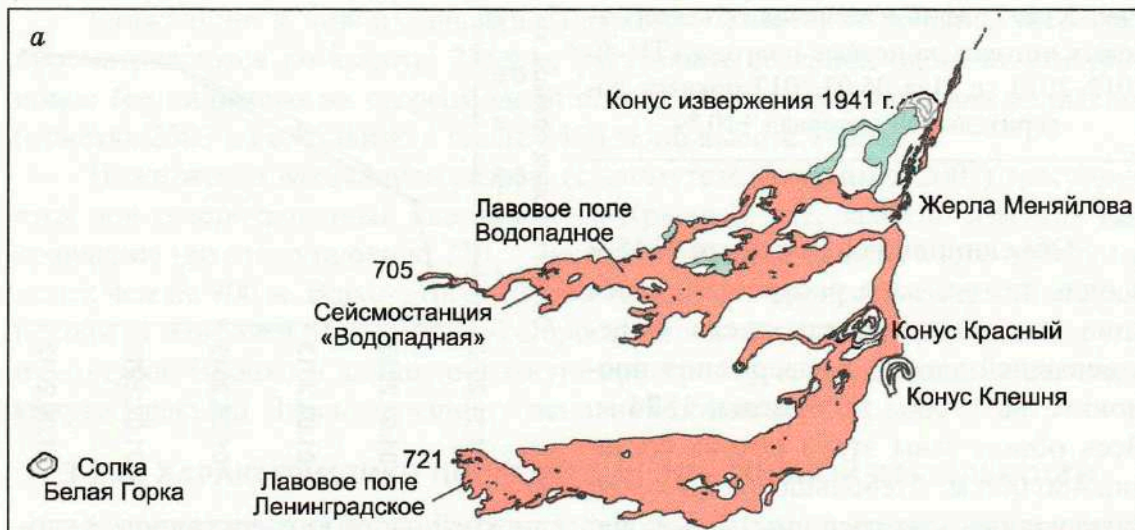 а
Конус извержения 1941 г.
Жерла Меняйлова
Лавовое поле
Водопадное
705
Сейсмостанция
«Водопадная»
Конус Красный
Конус Клешня
721
Сопка
Белая Горка
Лавовое поле
Ленинградское